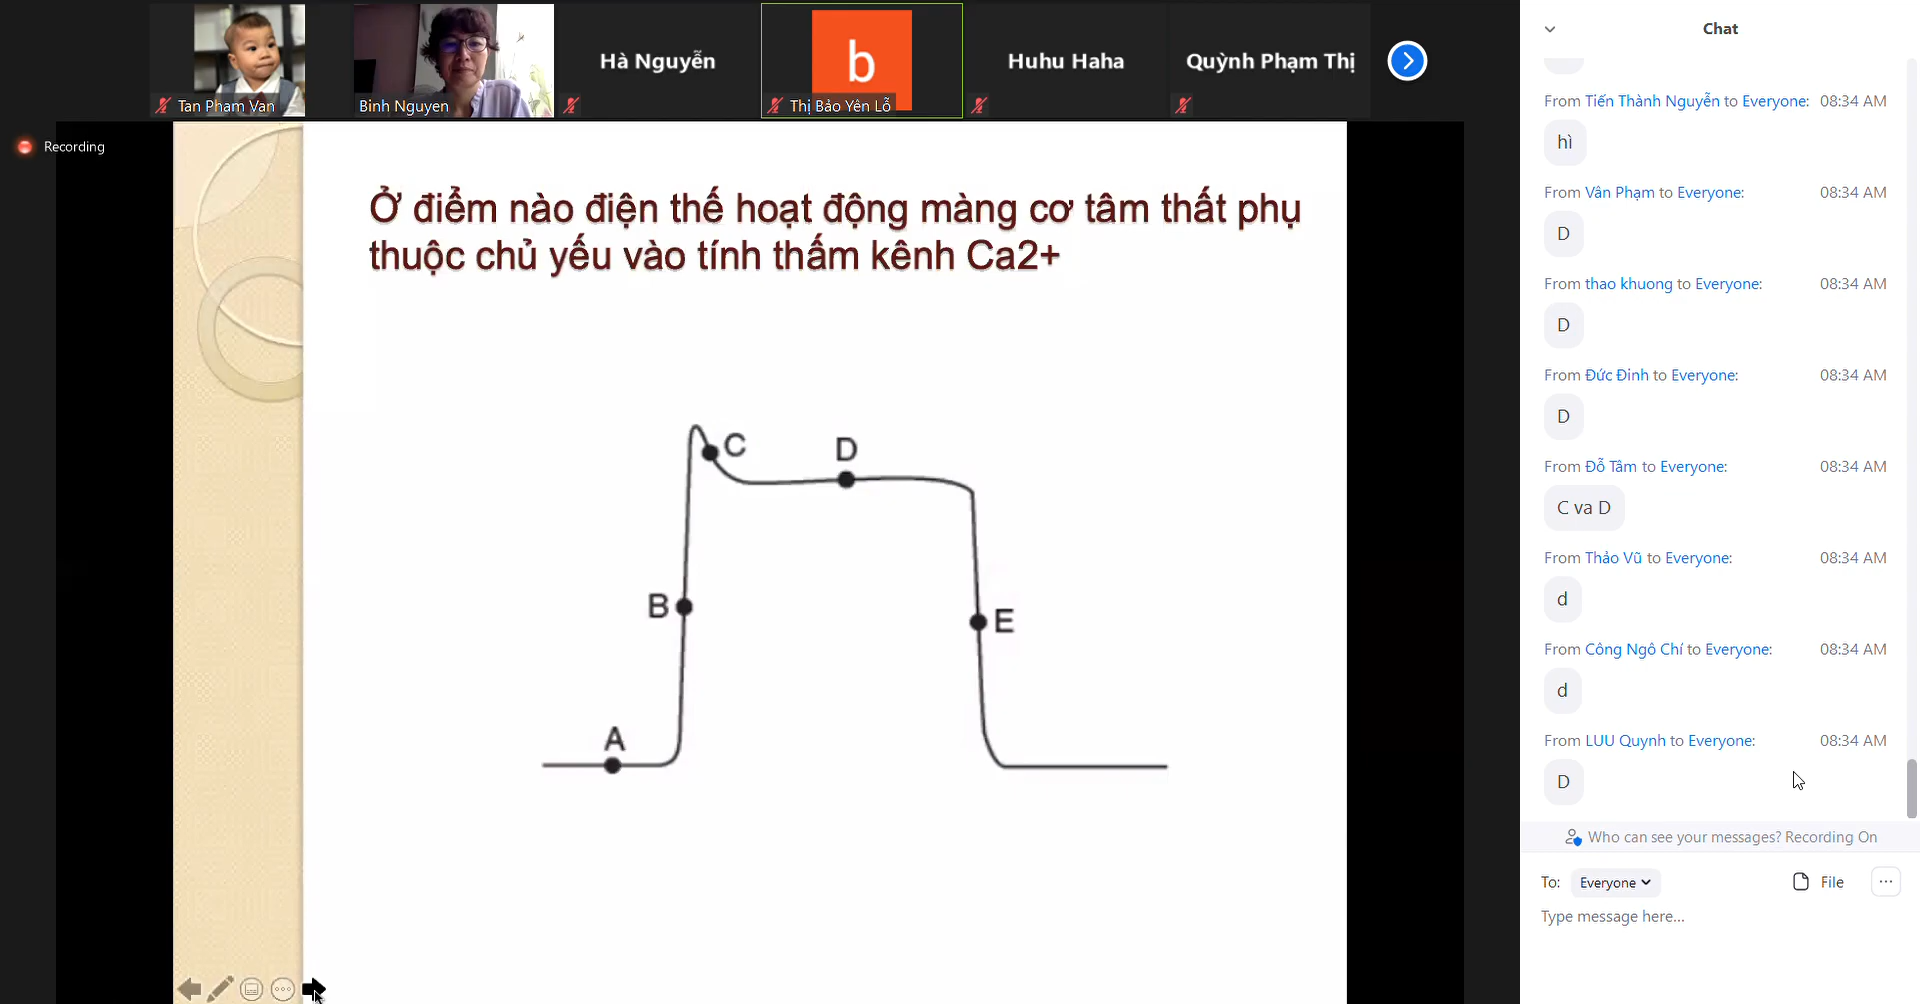 Tan Pham Van
Binh Nguyen
Hà Nguyễn
b
Thị Bảo Yên Lỗ
Huhu Haha
Quỳnh Phạm Thị
Recording
Ở điểm nào điện thế hoạt động màng cơ tâm thất phụ
thuộc chủ yếu vào tính thấm kênh Ca2+
C
D
B
E
A
Chat
From Tiến Thành Nguyễn to Everyone: 08:34 AM
hì
From Vân Phạm to Everyone: 08:34 AM
D
From thao khuong to Everyone: 08:34 AM
D
From Đức Đinh to Everyone: 08:34 AM
D
From Đỗ Tâm to Everyone: 08:34 AM
C va D
From Thảo Vũ to Everyone: 08:34 AM
d
From Công Ngô Chí to Everyone: 08:34 AM
d
From LUU Quynh to Everyone: 08:34 AM
D
Who can see your messages? Recording On
To: Everyone File
Type message here...